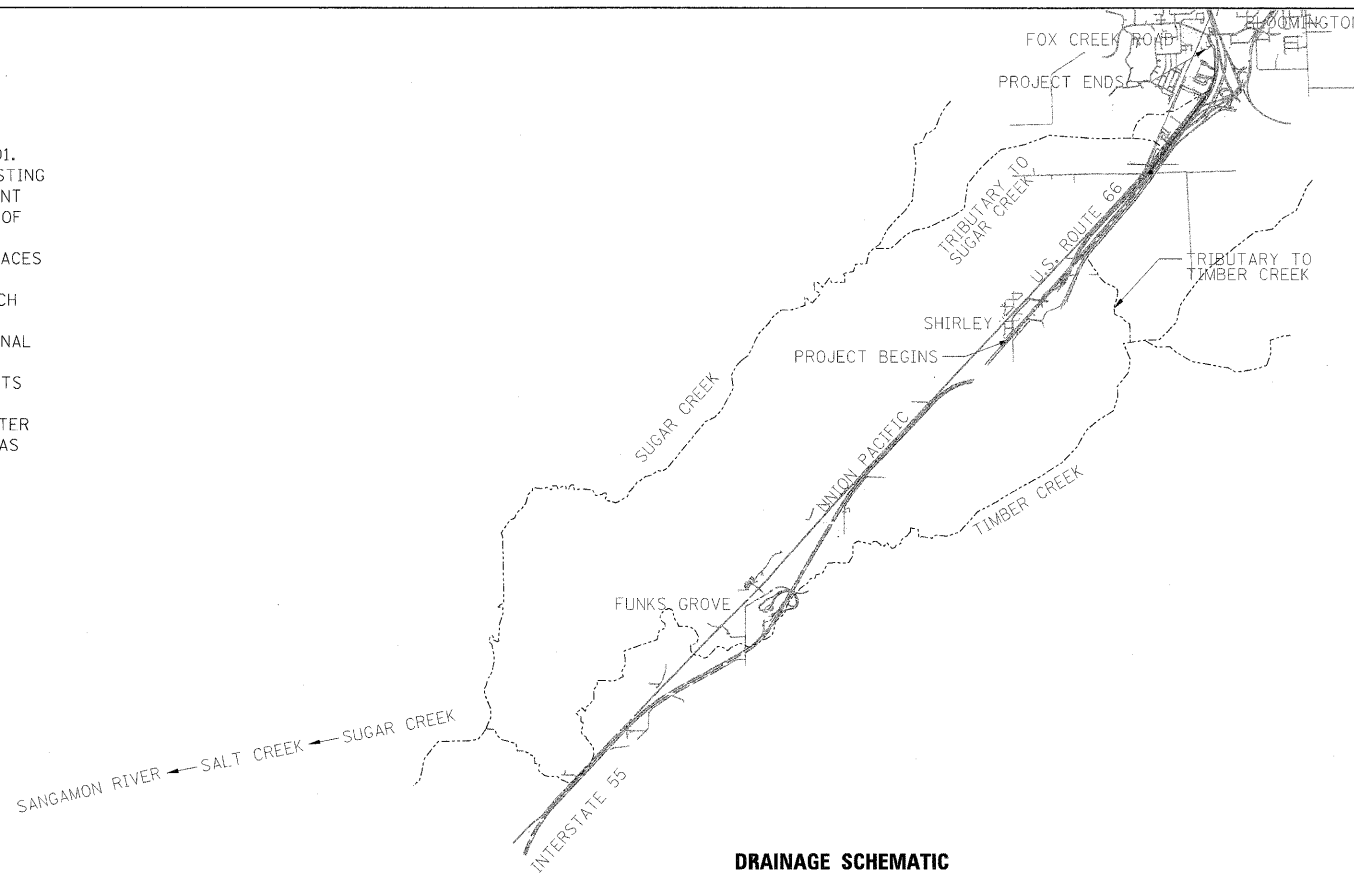 01.
STING
NT
OF
ACES
CH
NAL
TS
TER
AS
BLOOMINGTON
FOX CREEK ROAD
PROJECT ENDS
TRIBUTARY TO
SUGAR CREEK
U.S. ROUTE 66
TRIBUTARY TO
TIMBER CREEK
SHIRLEY
PROJECT BEGINS
SUGAR CREEK
UNION PACIFIC
TIMBER CREEK
FUNKS GROVE
SANGAMON RIVER ← SALT CREEK ← SUGAR CREEK
INTERSTATE 55
DRAINAGE SCHEMATIC